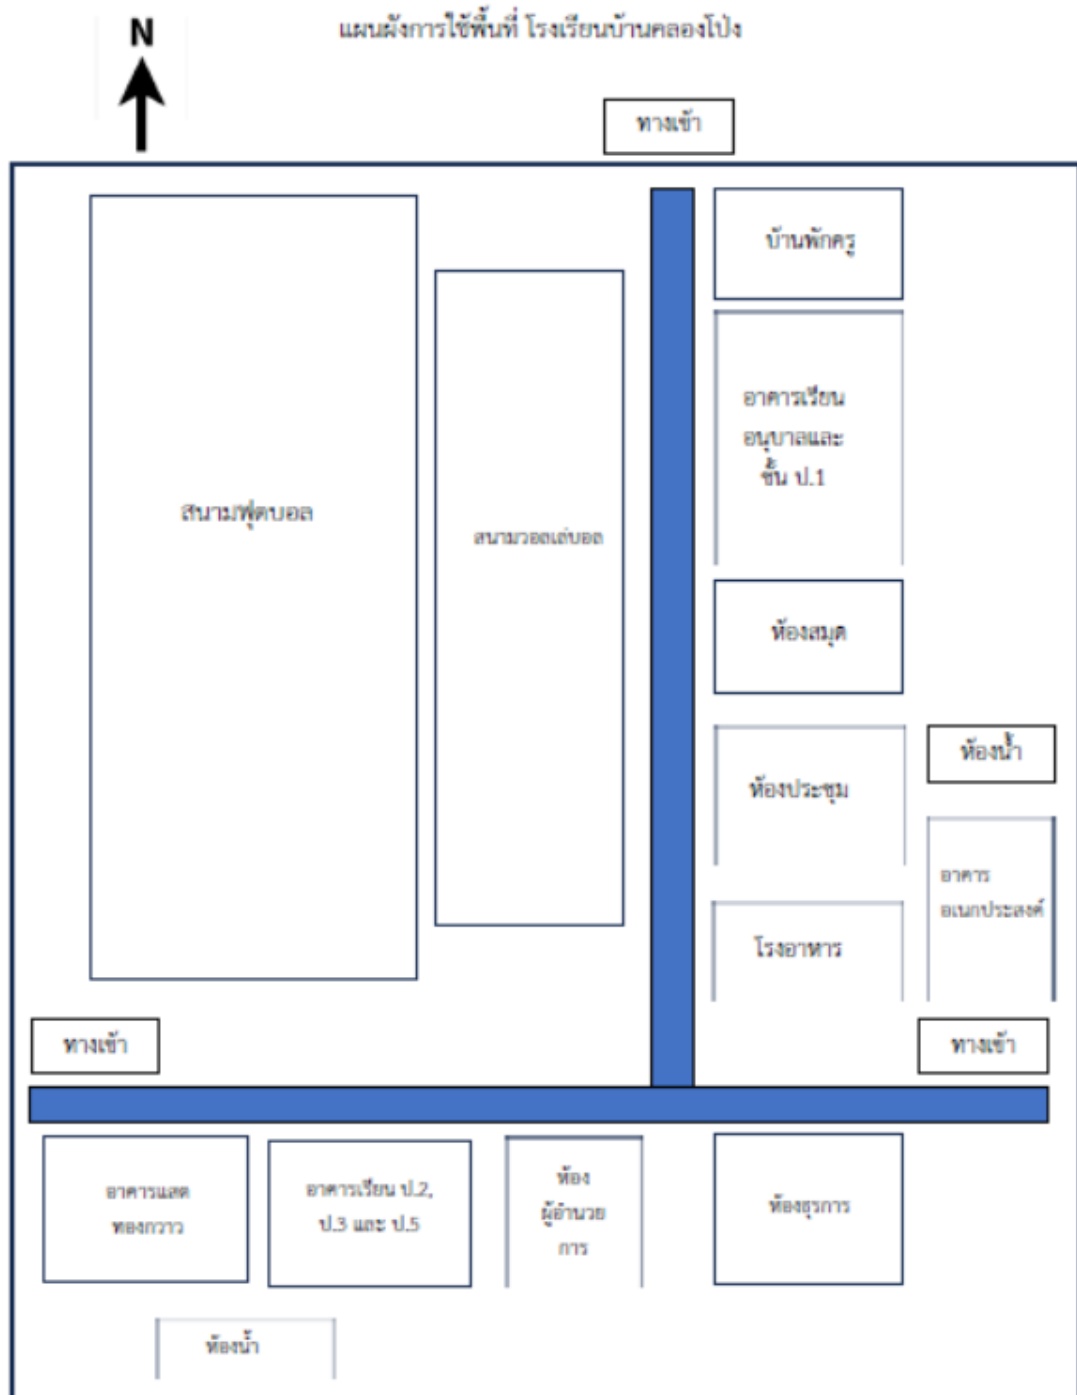 แผนผังการใช้พื้นที่ โรงเรียนบ้านคลองโป่ง
N
ทางเข้า
บ้านพักครู
อาคารเรียน
อนุบาลและ
ชั้น ป.1
สนามฟุตบอล
สนามวอลเล่บอล
ห้องสมุด
ห้องประชุม
ห้องน้ำ
อาคาร
อเนกประสงค์
โรงอาหาร
ทางเข้า
ทางเข้า
อาคารแสด
ทองกวาว
อาคารเรียน ป.2,
ป.3 และ ป.5
ห้อง
ผู้อำนวย
การ
ห้องธุรการ
ห้องน้ำ